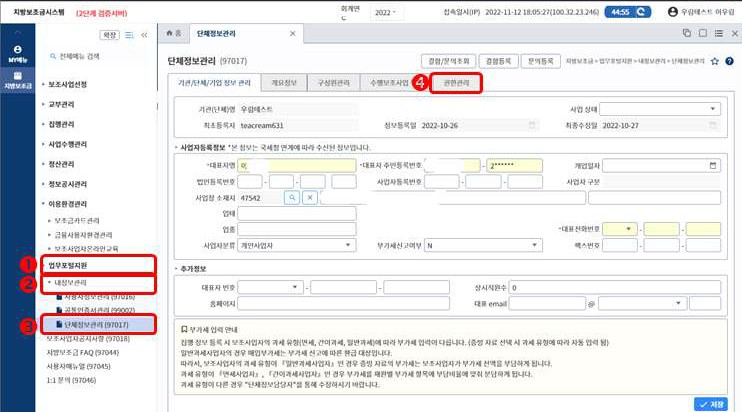 지방보조금시스템 (2단계 검증서버)
회계연도 2022
접속일시(IP) 2022-11-12 18:05:27(100.32.23.246) 44:55 우림테스트 이우림
MY메뉴
지방보조금
확장
전체메뉴 검색
보조사업선정
교부관리
집행관리
사업수행관리
정산관리
정보공시관리
이용환경관리
보조금카드관리
금융사용자환경관리
보조사업자온라인교육
❶ 업무포털지원
❷ 내정보관리
사용자정보관리 (97016)
공동인증서관리 (99002)
❸ 단체정보관리 (97017)
보조사업자공지사항 (97018)
지방보조금 FAQ (97044)
사용자매뉴얼 (97045)
1:1 문의 (97046)
홈 단체정보관리
단체정보관리 (97017)
결함/문의조회 결함등록 문의등록 지방보조금 > 업무포털지원 > 내정보관리 > 단체정보관리
기관/단체/기업 정보 관리 개요정보 구성원관리 수행보조사업 ❹ 권한관리
기관(단체)명 우림테스트 사업 상태
최초등록시 teacream631 정보등록일 2022-10-26 최종수정일 2022-10-27
사업자등록정보 *본 정보는 국세청 연계에 따라 수신된 정보입니다.
*대표자명 이 *대표자 주민등록번호 - 2****** 개업일자
법인등록번호 - - 사업자등록번호 - - 사업자 구분
사업장 소재지 47542
업태
업종 *대표전화번호 - -
사업자분류 개인사업자 부가세신고여부 N 팩스번호 - -
추가정보
대표자 번호 - - 상시직원수 0
홈페이지 대표 email @
부가세 입력 안내
집행 정보 등록 시 보조사업자의 과세 유형(면세, 간이과세, 일반과세)에 따라 부가세 입력이 다릅니다. (증빙 자료 선택 시 과세 유형에 따라 자동 입력 됨)
일반과세사업자의 경우 매입부가세는 부가세 신고에 따른 환급 대상입니다.
따라서, 보조사업자의 과세 유형이 『일반과세사업자』인 경우 증빙 자료의 부가세는 보조사업자가 부가세 전액을 부담하게 됩니다.
과세 유형이 『면세사업자』, 『간이과세사업자』인 경우 부가세를 재원별 부가세 항목에 부담비율에 맞춰 분담하게 됩니다.
과세 유형이 다른 경우 "단체정보담당자"를 통해 수정하시기 바랍니다.
저장